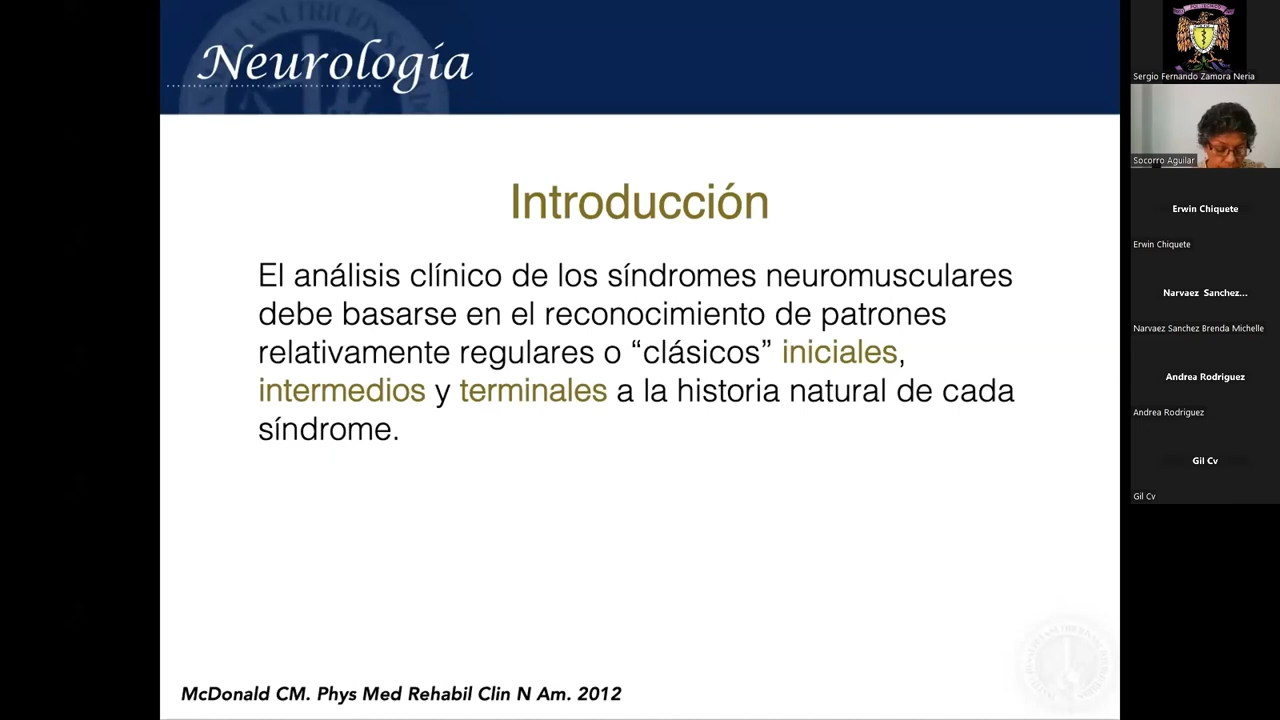 Neurología
Introducción
El análisis clínico de los síndromes neuromusculares
debe basarse en el reconocimiento de patrones
relativamente regulares o “clásicos” iniciales,
intermedios y terminales a la historia natural de cada
síndrome.
McDonald CM. Phys Med Rehabil Clin N Am. 2012
Sergio Fernando Zamora Neria
Socorro Aguilar
Erwin Chiquete
Erwin Chiquete
Narvaez Sanchez...
Narvaez Sanchez Brenda Michelle
Andrea Rodriguez
Andrea Rodriguez
Gil Cv
Gil Cv